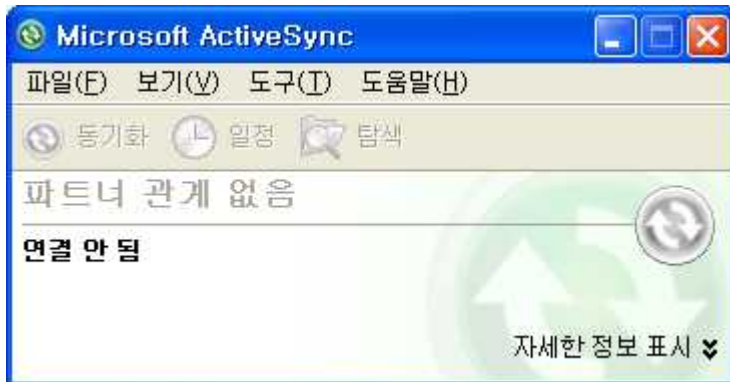 Microsoft ActiveSync
파일(F) 보기(V) 도구(T) 도움말(H)
동기화 일정 탐색
파트너 관계 없음
연결 안 됨
자세한 정보 표시